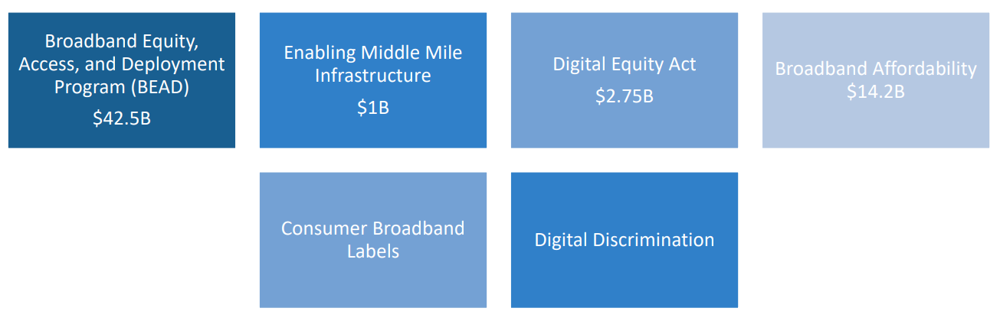 Broadband Equity,
Access, and Deployment
Program (BEAD)
$42.5B
Enabling Middle Mile
Infrastructure
$1B
Digital Equity Act
$2.75B
Broadband Affordability
$14.2B
Consumer Broadband
Labels
Digital Discrimination